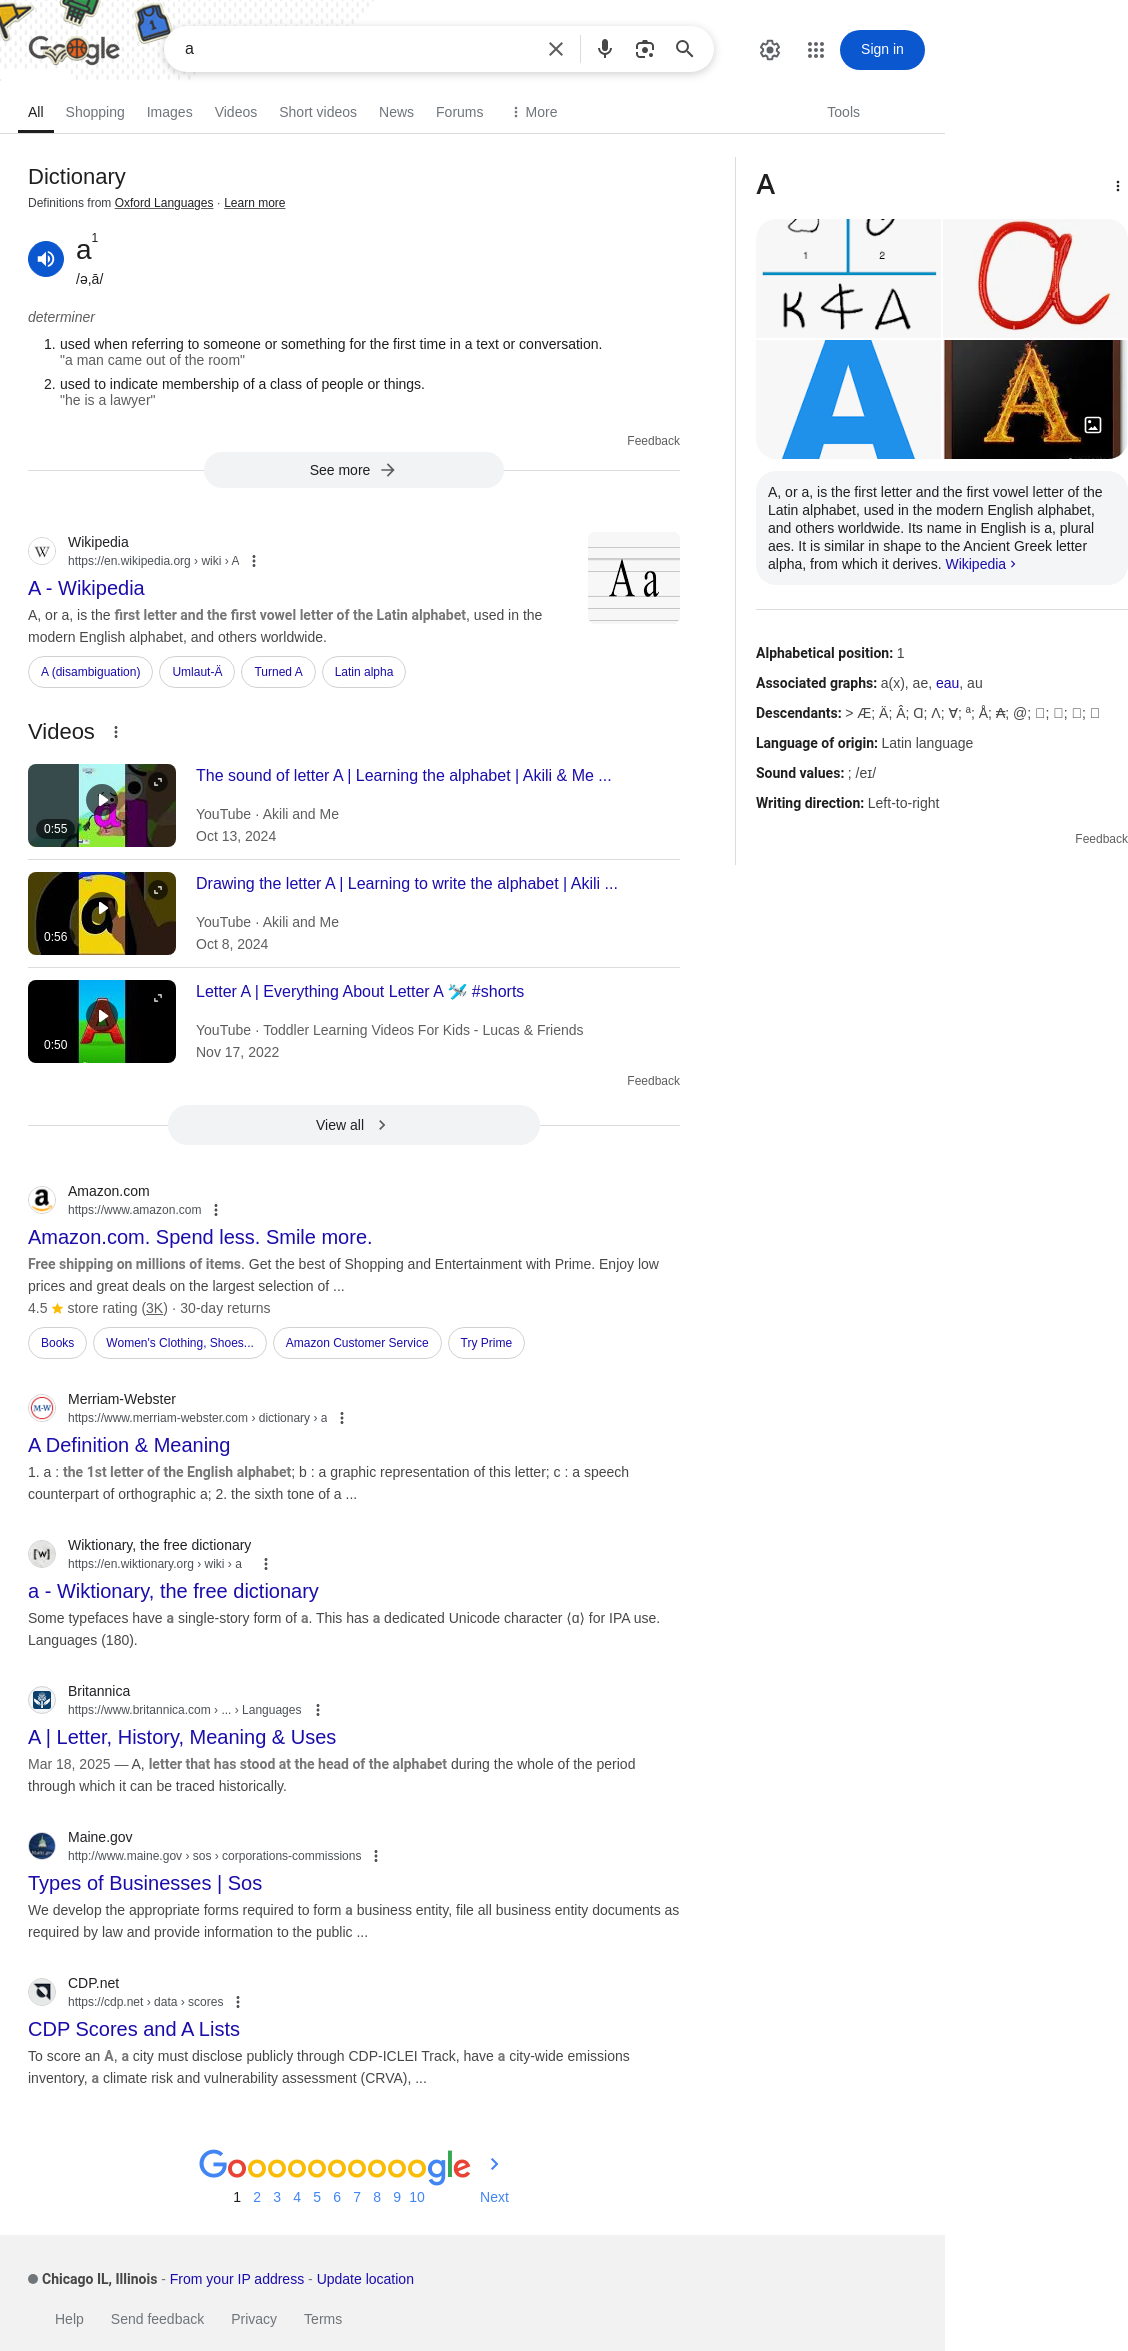 Google
a
Sign in
All Shopping Images Videos Short videos News Forums More Tools
Dictionary
Definitions from Oxford Languages · Learn more
a1
/ə,ā/
determiner
1. used when referring to someone or something for the first time in a text or conversation.
"a man came out of the room"
2. used to indicate membership of a class of people or things.
"he is a lawyer"
Feedback
See more
Wikipedia
https://en.wikipedia.org › wiki › A
A - Wikipedia
A, or a, is the first letter and the first vowel letter of the Latin alphabet, used in the
modern English alphabet, and others worldwide.
A a
A (disambiguation) Umlaut-Ä Turned A Latin alpha
Videos
The sound of letter A | Learning the alphabet | Akili & Me ...
YouTube · Akili and Me
Oct 13, 2024
0:55
Drawing the letter A | Learning to write the alphabet | Akili ...
YouTube · Akili and Me
Oct 8, 2024
0:56
Letter A | Everything About Letter A #shorts
YouTube · Toddler Learning Videos For Kids - Lucas & Friends
Nov 17, 2022
0:50
Feedback
View all
Amazon.com
https://www.amazon.com
Amazon.com. Spend less. Smile more.
Free shipping on millions of items. Get the best of Shopping and Entertainment with Prime. Enjoy low
prices and great deals on the largest selection of ...
4.5 ★ store rating (3K) · 30-day returns
Books Women's Clothing, Shoes... Amazon Customer Service Try Prime
M-W
Merriam-Webster
https://www.merriam-webster.com › dictionary › a
A Definition & Meaning
1. a : the 1st letter of the English alphabet; b : a graphic representation of this letter; c : a speech
counterpart of orthographic a; 2. the sixth tone of a ...
Wiktionary, the free dictionary
https://en.wiktionary.org › wiki › a
a - Wiktionary, the free dictionary
Some typefaces have a single-story form of a. This has a dedicated Unicode character ⟨ɑ⟩ for IPA use.
Languages (180).
Britannica
https://www.britannica.com › ... › Languages
A | Letter, History, Meaning & Uses
Mar 18, 2025 — A, letter that has stood at the head of the alphabet during the whole of the period
through which it can be traced historically.
Maine.gov
http://www.maine.gov › sos › corporations-commissions
Types of Businesses | Sos
We develop the appropriate forms required to form a business entity, file all business entity documents as
required by law and provide information to the public ...
CDP.net
https://cdp.net › data › scores
CDP Scores and A Lists
To score an A, a city must disclose publicly through CDP-ICLEI Track, have a city-wide emissions
inventory, a climate risk and vulnerability assessment (CRVA), ...
Goooooooooogle
1 2 3 4 5 6 7 8 9 10 Next
Chicago IL, Illinois - From your IP address - Update location
Help Send feedback Privacy Terms
A
1 2
a
A
A
A, or a, is the first letter and the first vowel letter of the
Latin alphabet, used in the modern English alphabet,
and others worldwide. Its name in English is a, plural
aes. It is similar in shape to the Ancient Greek letter
alpha, from which it derives. Wikipedia ›
Alphabetical position: 1
Associated graphs: a(x), ae, eau, au
Descendants: > Æ; Ä; Â; Ɑ; Λ; Ɐ; ª; Å; ₳; @; □; □; □; □
Language of origin: Latin language
Sound values: ; /eɪ/
Writing direction: Left-to-right
Feedback